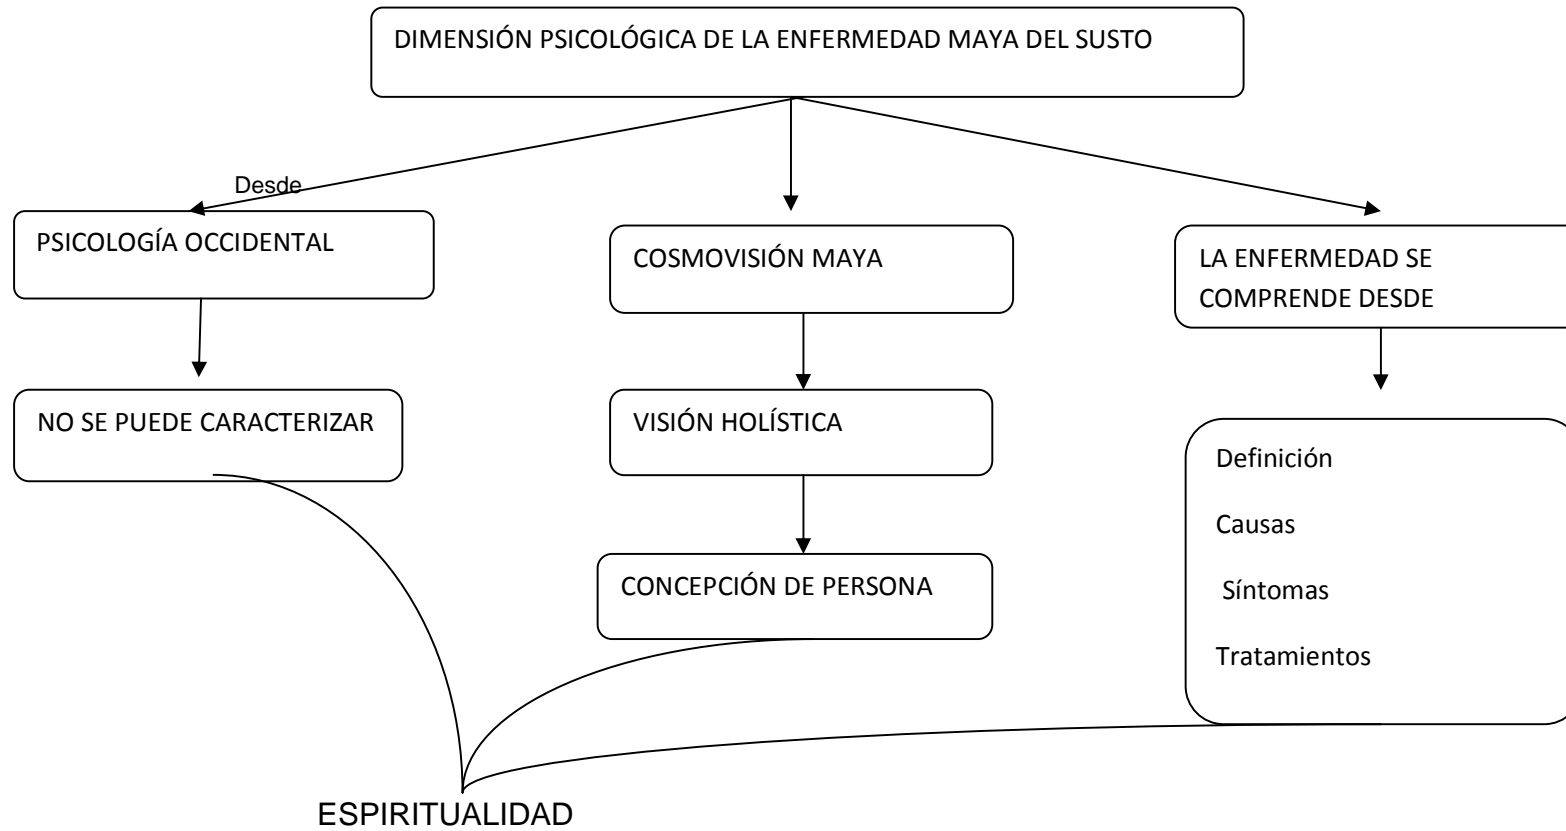 DIMENSIÓN PSICOLÓGICA DE LA ENFERMEDAD MAYA DEL SUSTO
Desde
PSICOLOGÍA OCCIDENTAL
COSMOVISIÓN MAYA
LA ENFERMEDAD SE
COMPRENDE DESDE
NO SE PUEDE CARACTERIZAR
VISIÓN HOLÍSTICA
CONCEPCIÓN DE PERSONA
Definición
Causas
Síntomas
Tratamientos
ESPIRITUALIDAD